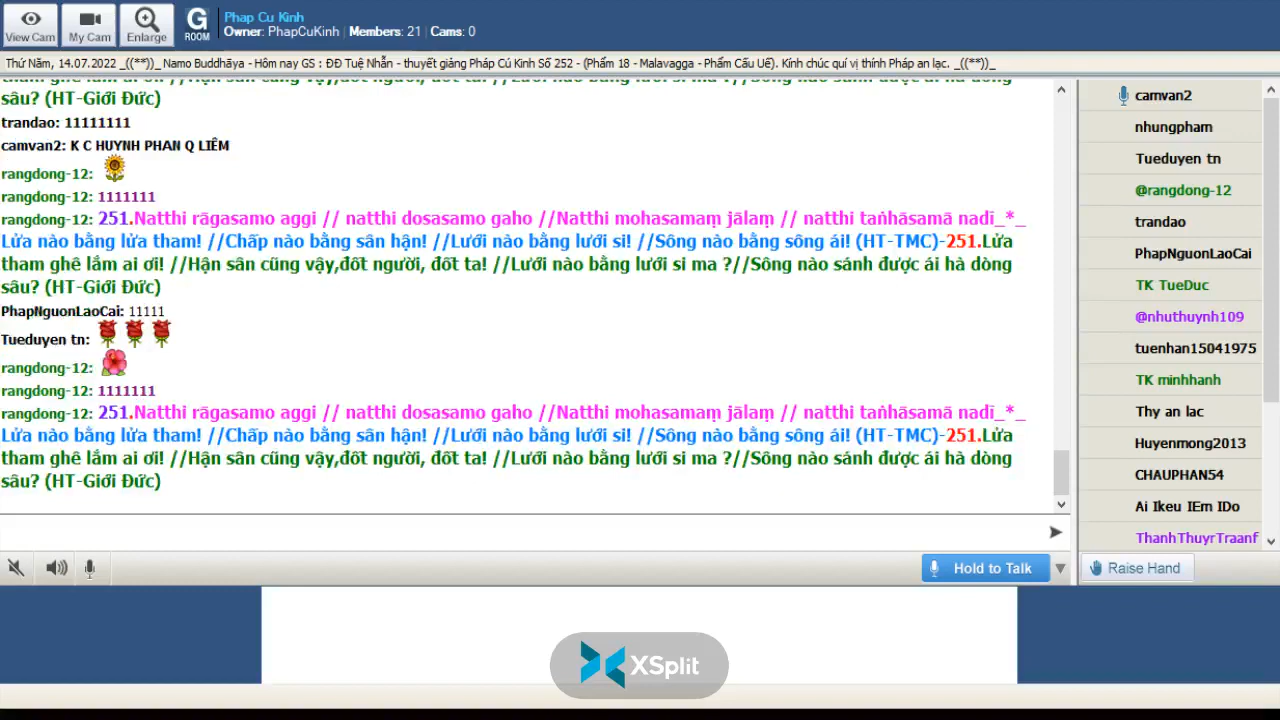 View Cam
My Cam
Enlarge
G
ROOM
Phap Cu Kinh
Owner: PhapCuKinh Members: 21 Cams: 0
Thứ Năm, 14.07.2022 _((**))_ Namo Buddhāya - Hôm nay GS : ĐĐ Tuệ Nhẫn - thuyết giảng Pháp Cú Kinh Số 252 - (Phẩm 18 - Malavagga - Phẩm Cấu Uế). Kính chúc quí vị thính Pháp an lạc. _((**))_
sâu? (HT-Giới Đức)
trandao: 11111111
camvan2: K C HUYNH PHAN Q LIÊM
rangdong-12:
rangdong-12: 1111111
rangdong-12: 251.Natthi rāgasamo aggi // natthi dosasamo gaho //Natthi mohasamaṃ jālaṃ // natthi taṅhāsamā nadi_*_
Lửa nào bằng lửa tham! //Chấp nào bằng sân hận! //Lưới nào bằng lưới si! //Sông nào bằng sông ái! (HT-TMC)-251.Lửa
tham ghê lắm ai ơi! //Hận sân cũng vậy,đốt người, đốt ta! //Lưới nào bằng lưới si ma ?//Sông nào sánh được ái hà dòng
sâu? (HT-Giới Đức)
PhapNguonLaoCai: 11111
Tueduyen tn:
rangdong-12:
rangdong-12: 1111111
rangdong-12: 251.Natthi rāgasamo aggi // natthi dosasamo gaho //Natthi mohasamaṃ jālaṃ // natthi taṅhāsamā nadi_*_
Lửa nào bằng lửa tham! //Chấp nào bằng sân hận! //Lưới nào bằng lưới si! //Sông nào bằng sông ái! (HT-TMC)-251.Lửa
tham ghê lắm ai ơi! //Hận sân cũng vậy,đốt người, đốt ta! //Lưới nào bằng lưới si ma ?//Sông nào sánh được ái hà dòng
sâu? (HT-Giới Đức)
camvan2
nhungpham
Tueduyen tn
@rangdong-12
trandao
PhapNguonLaoCai
TK TueDuc
@nhuthuynh109
tuenhan15041975
TK minhhanh
Thy an lac
Huyenmong2013
CHAUPHAN54
Ai Ikeu IEm IDo
ThanhThuyrTraanf
Hold to Talk
Raise Hand
XSplit